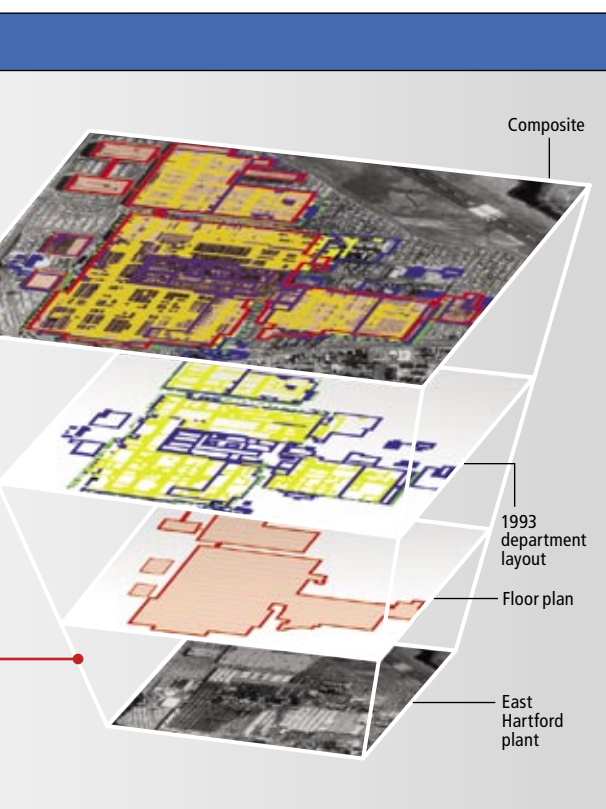 Composite
1993
department
layout
Floor plan
East
Hartford
plant